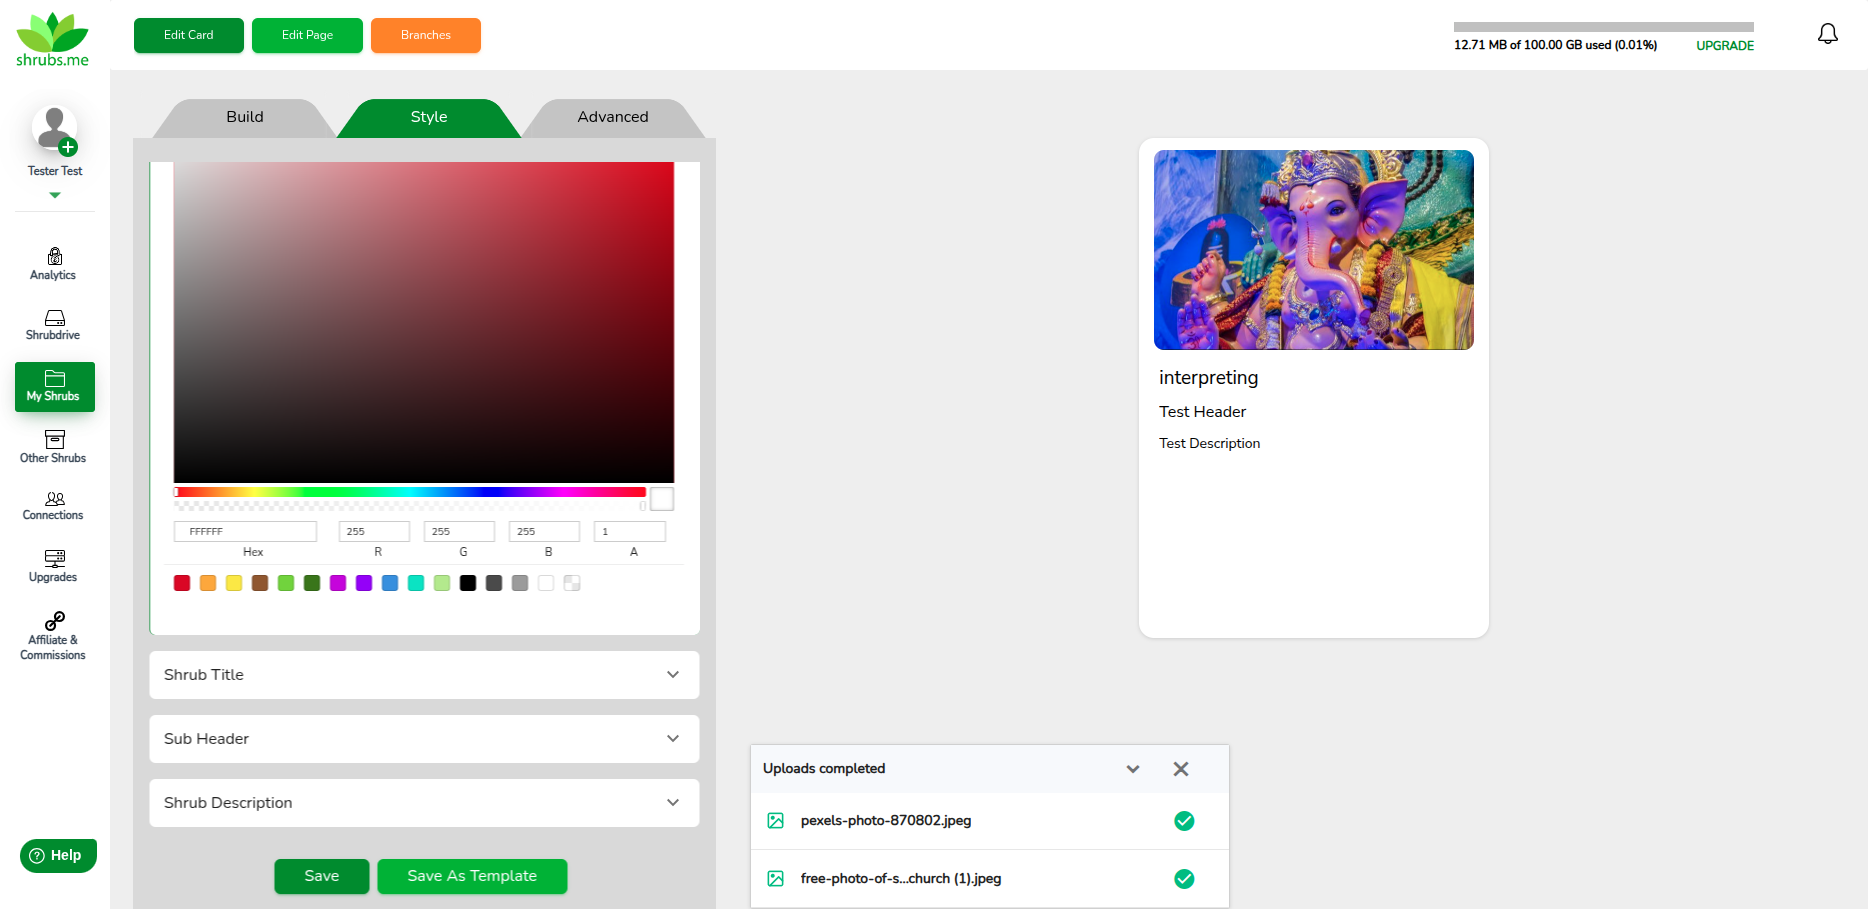 shrubs.me
Edit Card
Edit Page
Branches
12.71 MB of 100.00 GB used (0.01%)
UPGRADE
Tester Test
Analytics
Shrubdrive
My Shrubs
Other Shrubs
Connections
Upgrades
Affiliate &
Commissions
Help
Build
Style
Advanced
FFFFFF
255
255
255
1
Hex
R
G
B
A
Shrub Title
Sub Header
Shrub Description
Save
Save As Template
interpreting
Test Header
Test Description
Uploads completed
pexels-photo-870802.jpeg
free-photo-of-s...church (1).jpeg